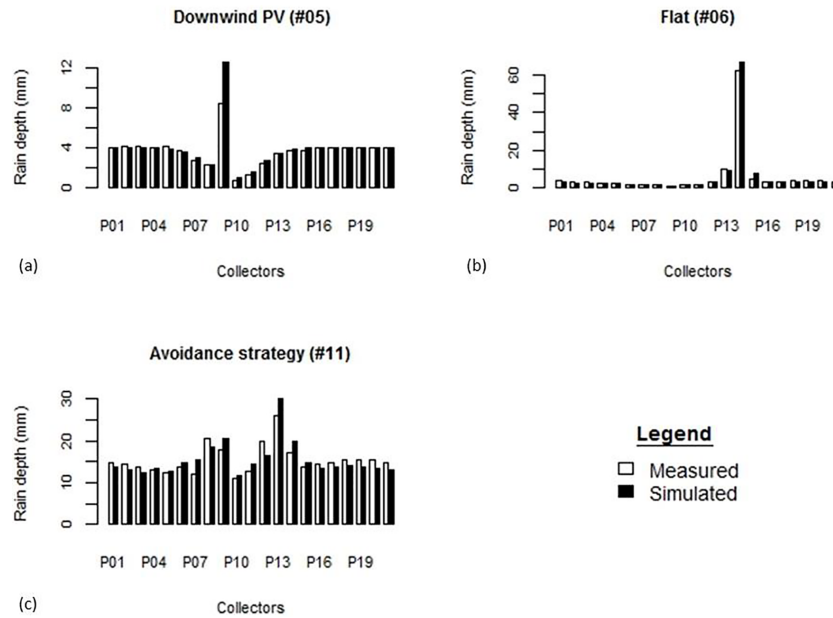 Downwind PV (#05)
Rain depth (mm)
12
8
4
0
P01 P04 P07 P10 P13 P16 P19
Collectors
(a)
Flat (#06)
Rain depth (mm)
60
40
20
0
P01 P04 P07 P10 P13 P16 P19
Collectors
(b)
Avoidance strategy (#11)
Rain depth (mm)
30
20
10
0
P01 P04 P07 P10 P13 P16 P19
Collectors
(c)
Legend
Measured
Simulated